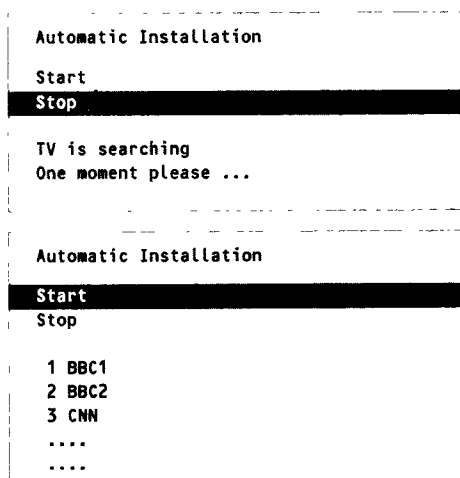 Automatic Installation
Start
Stop
TV is searching
One moment please ...
Automatic Installation
Start
Stop
1 BBC1
2 BBC2
3 CNN
....
....